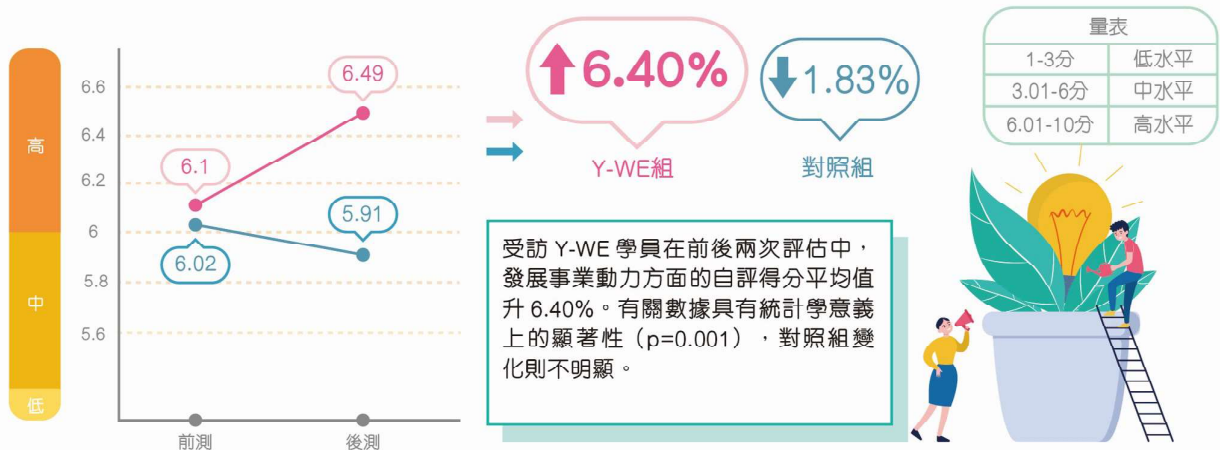 高
中
低
6.6
6.4
6.2
6
5.8
5.6
6.49
6.1
5.91
6.02
前測
後測
6.40%
Y-WE組
1.83%
對照組
量表
1-3分 低水平
3.01-6分 中水平
6.01-10分 高水平
受訪 Y-WE 學員在前後兩次評估中，
發展事業動力方面的自評得分平均值
升 6.40%。有關數據具有統計學意義
上的顯著性（p=0.001），對照組變
化則不明顯。